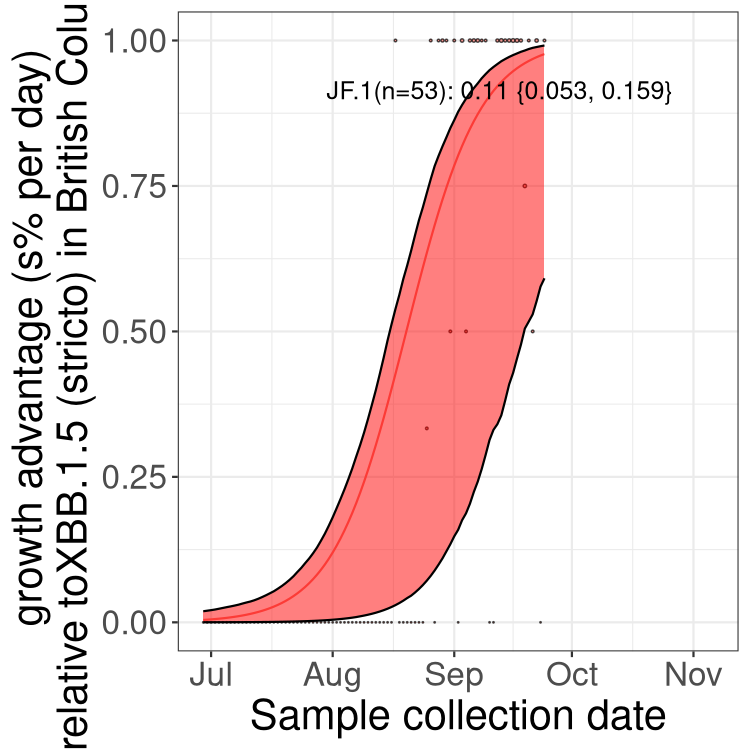 growth advantage (s% per day)
relative toXBB.1.5 (stricto) in British Colu
1.00
0.75
0.50
0.25
0.00
JF.1(n=53): 0.11 {0.053, 0.159}
Jul Aug Sep Oct Nov
Sample collection date